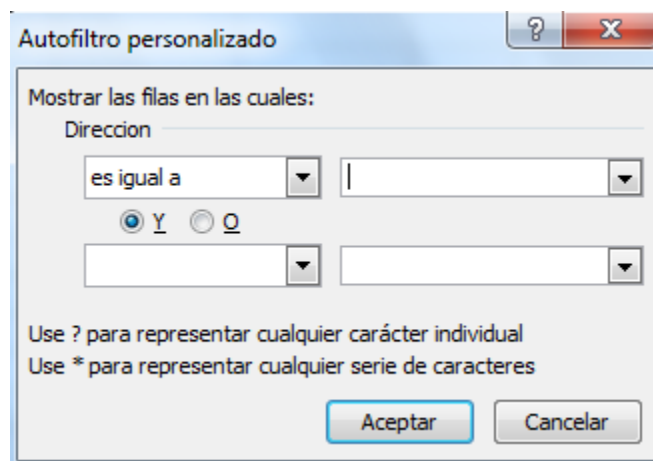 Autofiltro personalizado
Mostrar las filas en las cuales:
Direccion
es igual a
Y O
Use ? para representar cualquier carácter individual
Use * para representar cualquier serie de caracteres
Aceptar Cancelar